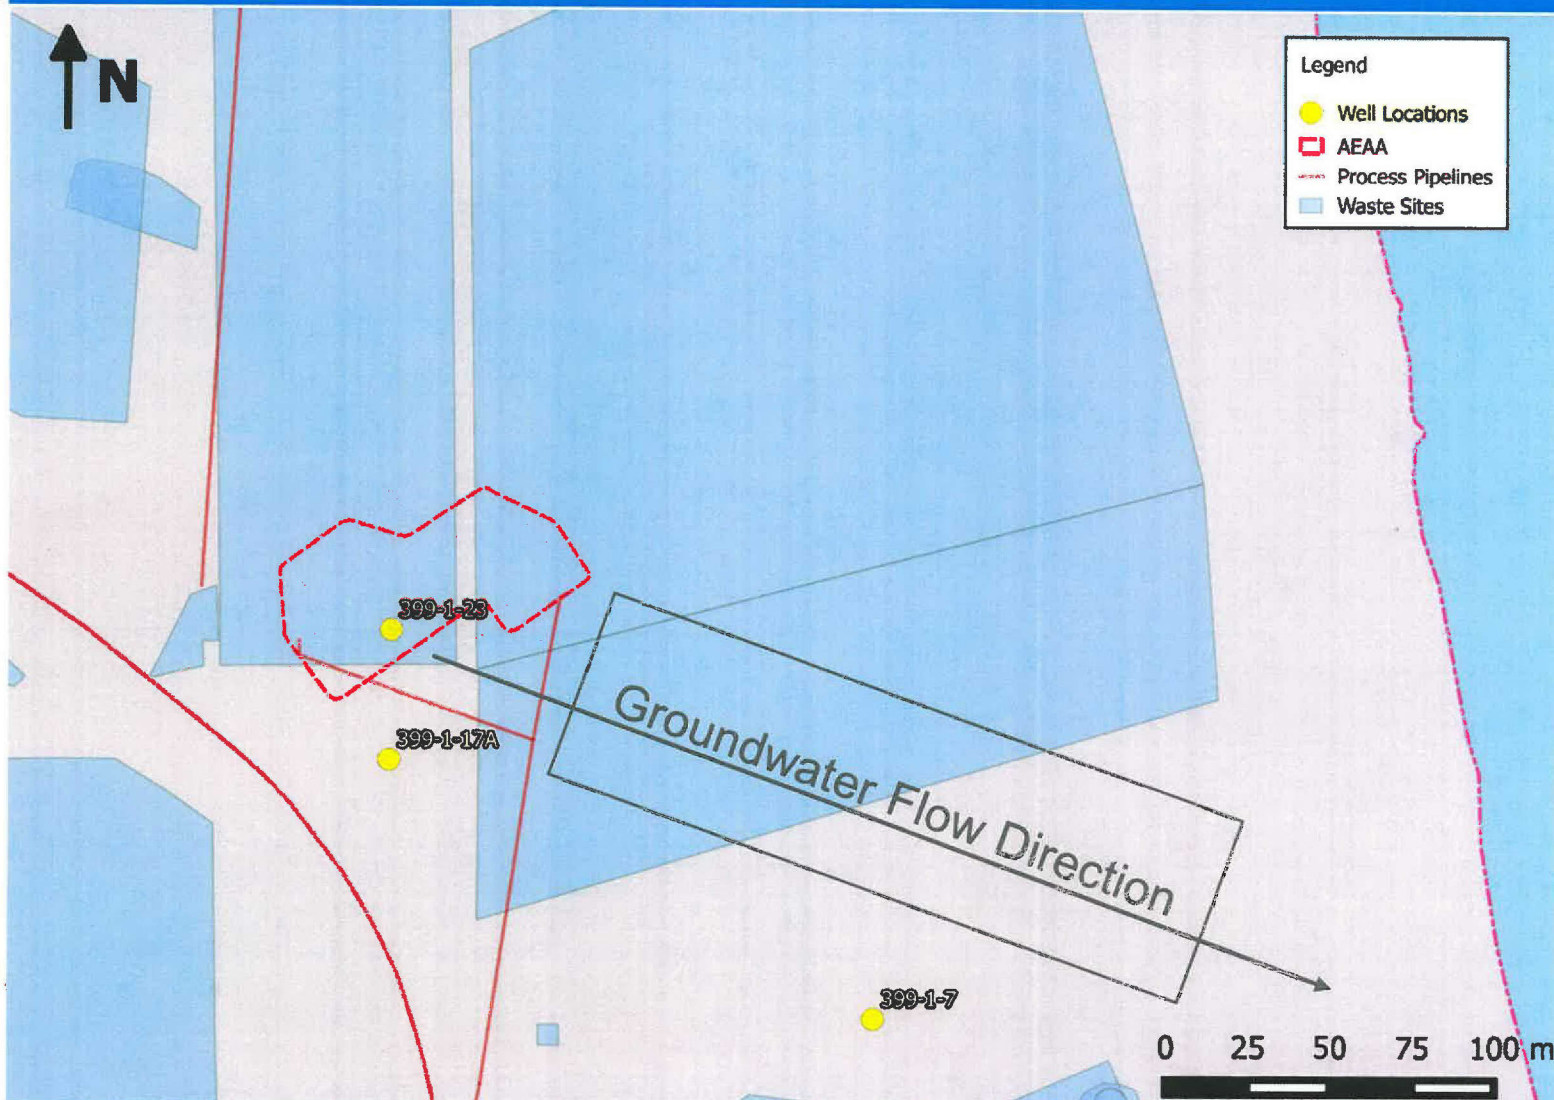 N
Legend
Well Locations
AEAA
Process Pipelines
Waste Sites
399-1-23
399-1-17A
Groundwater Flow Direction
399-1-7
0 25 50 75 100 m